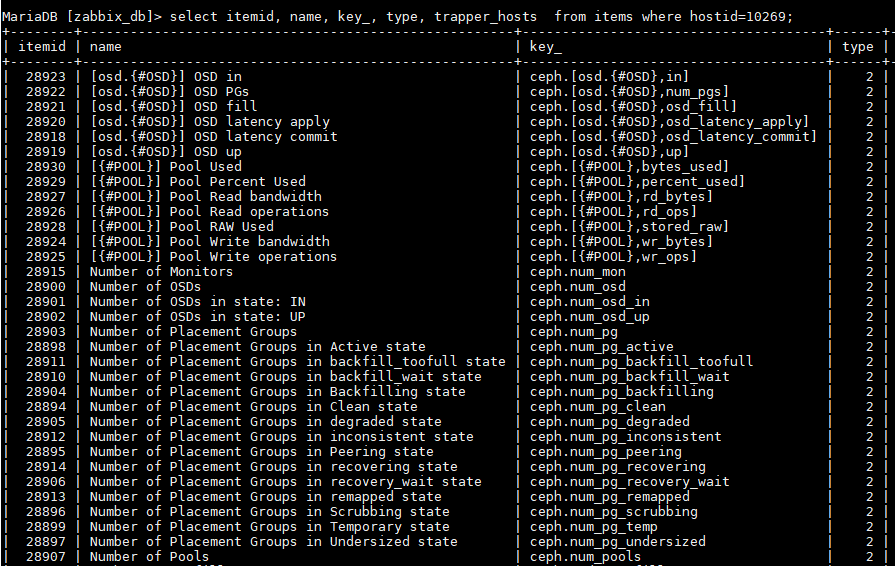 MariaDB [zabbix_db]> select itemid, name, key_, type, trapper_hosts  from items where hostid=10269;
| itemid | name | key_ | type |
| 28923 | [osd.{#OSD}] OSD in | ceph.[osd.{#OSD},in] | 2 |
| 28922 | [osd.{#OSD}] OSD PGs | ceph.[osd.{#OSD},num_pgs] | 2 |
| 28921 | [osd.{#OSD}] OSD fill | ceph.[osd.{#OSD},osd_fill] | 2 |
| 28920 | [osd.{#OSD}] OSD latency apply | ceph.[osd.{#OSD},osd_latency_apply] | 2 |
| 28918 | [osd.{#OSD}] OSD latency commit | ceph.[osd.{#OSD},osd_latency_commit] | 2 |
| 28919 | [osd.{#OSD}] OSD up | ceph.[osd.{#OSD},up] | 2 |
| 28930 | [{#POOL}] Pool Used | ceph.[{#POOL},bytes_used] | 2 |
| 28929 | [{#POOL}] Pool Percent Used | ceph.[{#POOL},percent_used] | 2 |
| 28927 | [{#POOL}] Pool Read bandwidth | ceph.[{#POOL},rd_bytes] | 2 |
| 28926 | [{#POOL}] Pool Read operations | ceph.[{#POOL},rd_ops] | 2 |
| 28928 | [{#POOL}] Pool RAW Used | ceph.[{#POOL},stored_raw] | 2 |
| 28924 | [{#POOL}] Pool Write bandwidth | ceph.[{#POOL},wr_bytes] | 2 |
| 28925 | [{#POOL}] Pool Write operations | ceph.[{#POOL},wr_ops] | 2 |
| 28915 | Number of Monitors | ceph.num_mon | 2 |
| 28900 | Number of OSDs | ceph.num_osd | 2 |
| 28901 | Number of OSDs in state: IN | ceph.num_osd_in | 2 |
| 28902 | Number of OSDs in state: UP | ceph.num_osd_up | 2 |
| 28903 | Number of Placement Groups | ceph.num_pg | 2 |
| 28898 | Number of Placement Groups in Active state | ceph.num_pg_active | 2 |
| 28911 | Number of Placement Groups in backfill_toofull state | ceph.num_pg_backfill_toofull | 2 |
| 28910 | Number of Placement Groups in backfill_wait state | ceph.num_pg_backfill_wait | 2 |
| 28904 | Number of Placement Groups in Backfilling state | ceph.num_pg_backfilling | 2 |
| 28894 | Number of Placement Groups in Clean state | ceph.num_pg_clean | 2 |
| 28905 | Number of Placement Groups in degraded state | ceph.num_pg_degraded | 2 |
| 28912 | Number of Placement Groups in inconsistent state | ceph.num_pg_inconsistent | 2 |
| 28895 | Number of Placement Groups in Peering state | ceph.num_pg_peering | 2 |
| 28914 | Number of Placement Groups in recovering state | ceph.num_pg_recovering | 2 |
| 28906 | Number of Placement Groups in recovery_wait state | ceph.num_pg_recovery_wait | 2 |
| 28913 | Number of Placement Groups in remapped state | ceph.num_pg_remapped | 2 |
| 28896 | Number of Placement Groups in Scrubbing state | ceph.num_pg_scrubbing | 2 |
| 28899 | Number of Placement Groups in Temporary state | ceph.num_pg_temp | 2 |
| 28897 | Number of Placement Groups in Undersized state | ceph.num_pg_undersized | 2 |
| 28907 | Number of Pools | ceph.num_pools | 2 |